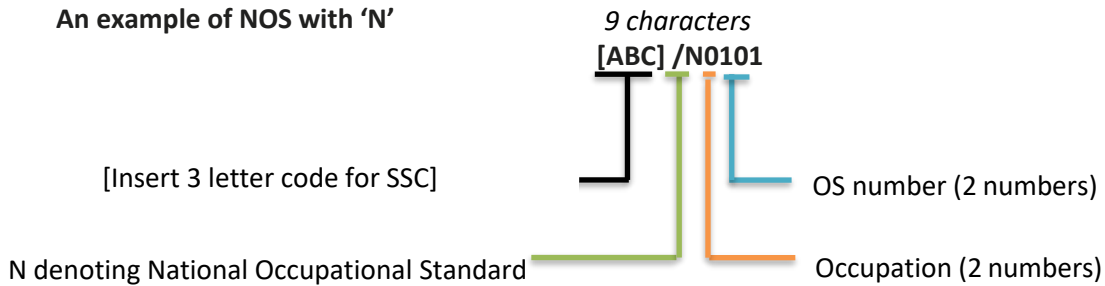 An example of NOS with ‘N’
9 characters
[ABC] /N0101
[Insert 3 letter code for SSC]
OS number (2 numbers)
N denoting National Occupational Standard
Occupation (2 numbers)